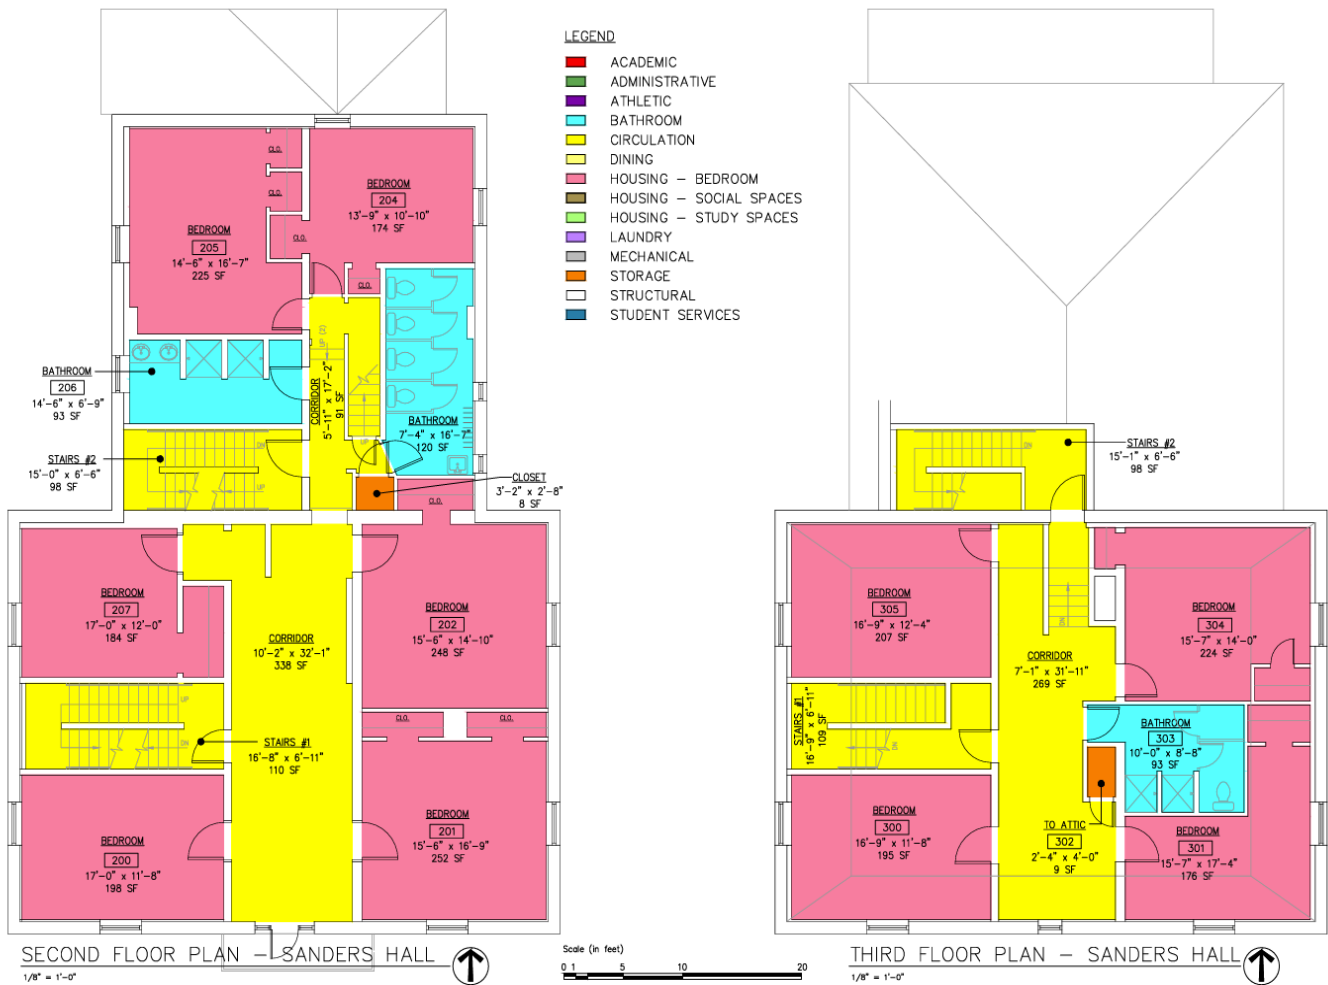 LEGEND
ACADEMIC
ADMINISTRATIVE
ATHLETIC
BATHROOM
CIRCULATION
DINING
HOUSING – BEDROOM
HOUSING – SOCIAL SPACES
HOUSING – STUDY SPACES
LAUNDRY
MECHANICAL
STORAGE
STRUCTURAL
STUDENT SERVICES
CLO.
CLO.
CLO.
BEDROOM
204
13'-9" x 10'-10"
174 SF
BEDROOM
205
14'-6" x 16'-7"
225 SF
CLO.
UP (2)
BATHROOM
206
14'-6" x 6'-9"
93 SF
CORRIDOR
5'-11" x 17'-2"
91 SF
UP
BATHROOM
7'-4" x 16'-7"
120 SF
STAIRS #2
15'-0" x 6'-6"
98 SF
DN
UP
CLOSET
3'-2" x 2'-8"
8 SF
CLO.
BEDROOM
207
17'-0" x 12'-0"
184 SF
CORRIDOR
10'-2" x 32'-1"
338 SF
BEDROOM
202
15'-6" x 14'-10"
248 SF
UP
DN
STAIRS #1
16'-8" x 6'-11"
110 SF
CLO.
CLO.
BEDROOM
200
17'-0" x 11'-8"
198 SF
BEDROOM
201
15'-6" x 16'-9"
252 SF
SECOND FLOOR PLAN – SANDERS HALL
1/8" = 1'-0"
Scale (in feet)
0 1 5 10 20
STAIRS #2
15'-1" x 6'-6"
98 SF
DN
BEDROOM
305
16'-9" x 12'-4"
207 SF
DN
BEDROOM
304
15'-7" x 14'-0"
224 SF
CORRIDOR
7'-1" x 31'-11"
269 SF
STAIRS #1
16'-9" x 6'-11"
109 SF
DN
BATHROOM
303
10'-0" x 8'-8"
93 SF
BEDROOM
300
16'-9" x 11'-8"
195 SF
TO ATTIC
302
2'-4" x 4'-0"
9 SF
BEDROOM
301
15'-7" x 17'-4"
176 SF
THIRD FLOOR PLAN – SANDERS HALL
1/8" = 1'-0"